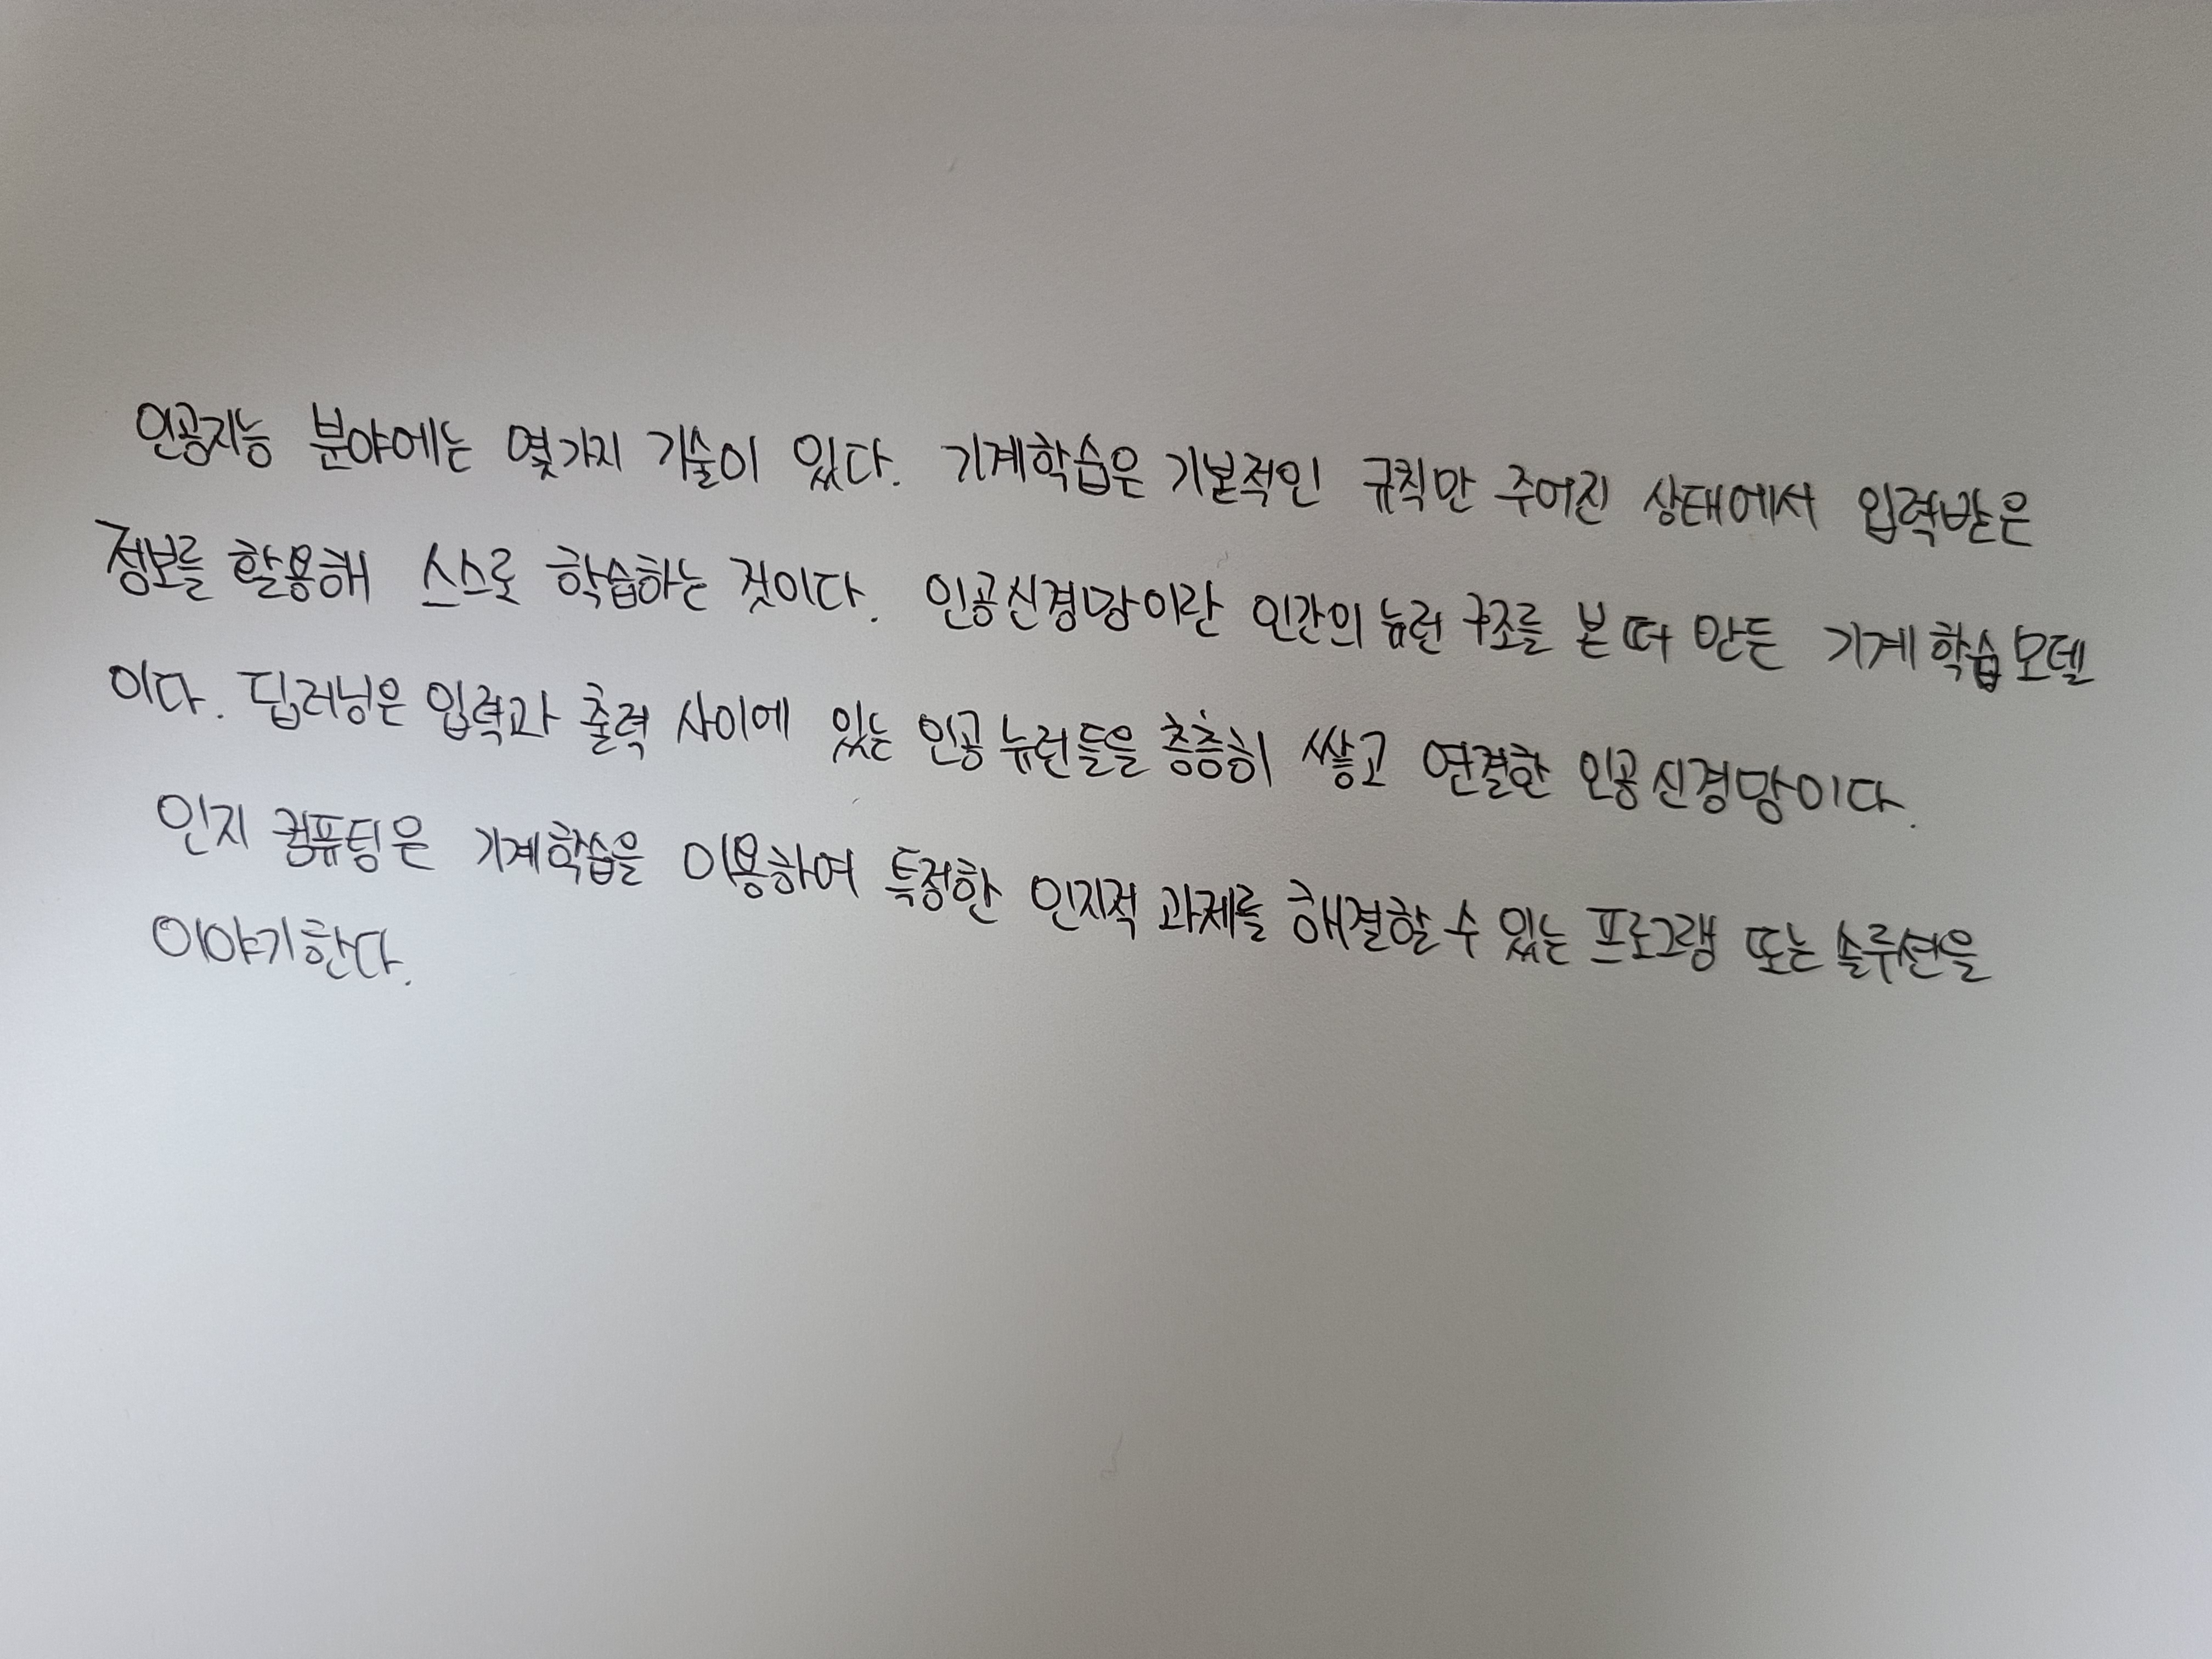 인공지능 분야에는 몇가지 기술이 있다. 기계학습은 기본적인 규칙만 주어진 상태에서 입력받은
정보를 활용해 스스로 학습하는 것이다. 인공신경망이란 인간의 뉴런 구조를 본 떠 만든 기계학습모델
이다. 딥러닝은 입력과 출력 사이에 있는 인공 뉴런들을 층층히 쌓고 연결한 인공신경망이다.
인지 컴퓨팅은 기계학습을 이용하여 특정한 인지적 과제를 해결할 수 있는 프로그램 또는 솔루션을
이야기한다.